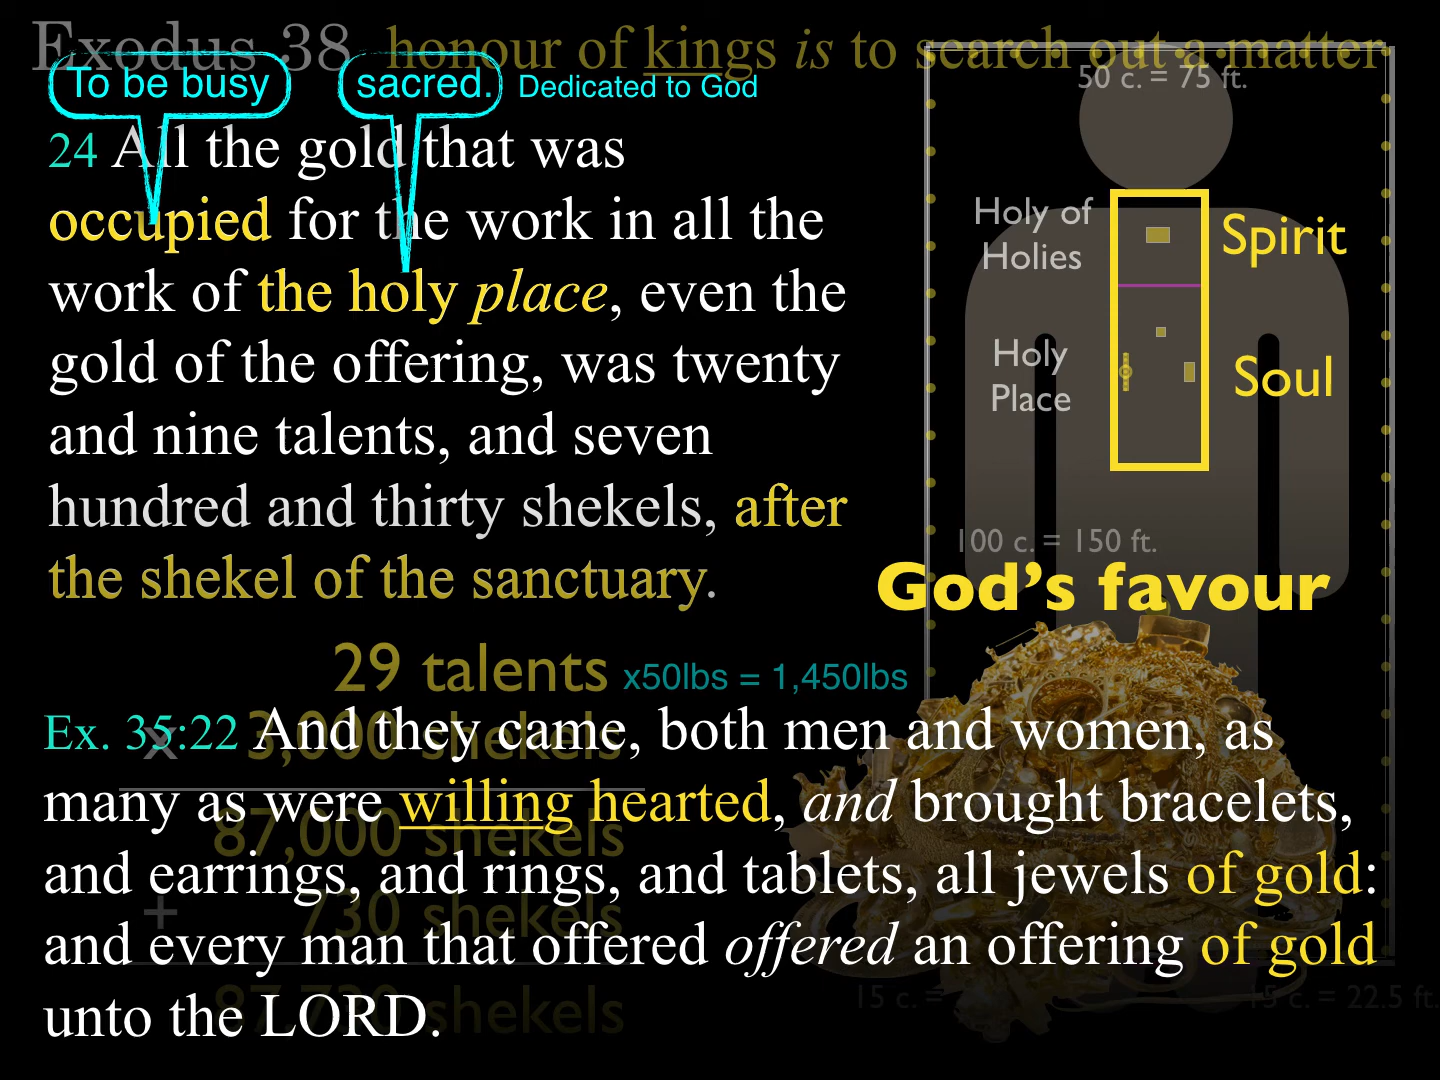 Exodus 38 honour of kings is to search out a matter
To be busy sacred. Dedicated to God
24 All the gold that was
occupied for the work in all the
work of the holy place, even the
gold of the offering, was twenty
and nine talents, and seven
hundred and thirty shekels, after
the shekel of the sanctuary.
50 c. = 75 ft.
Holy of
Holies
Spirit
Holy
Place
Soul
100 c. = 150 ft.
God's favour
29 talents x50lbs = 1,450lbs
x 3,000 shekels
87,000 shekels
+ 730 shekels
87,730 shekels
15 c. =
15 c. = 22.5 ft.
Ex. 35:22 And they came, both men and women, as
many as were willing hearted, and brought bracelets,
and earrings, and rings, and tablets, all jewels of gold:
and every man that offered offered an offering of gold
unto the LORD.